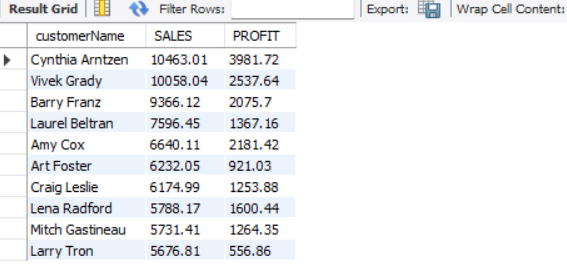 Result Grid Filter Rows: Export: Wrap Cell Content:
customerName SALES PROFIT
Cynthia Arntzen 10463.01 3981.72
Vivek Grady 10058.04 2537.64
Barry Franz 9366.12 2075.7
Laurel Beltran 7596.45 1367.16
Amy Cox 6640.11 2181.42
Art Foster 6232.05 921.03
Craig Leslie 6174.99 1253.88
Lena Radford 5788.17 1600.44
Mitch Gastineau 5731.41 1264.35
Larry Tron 5676.81 556.86